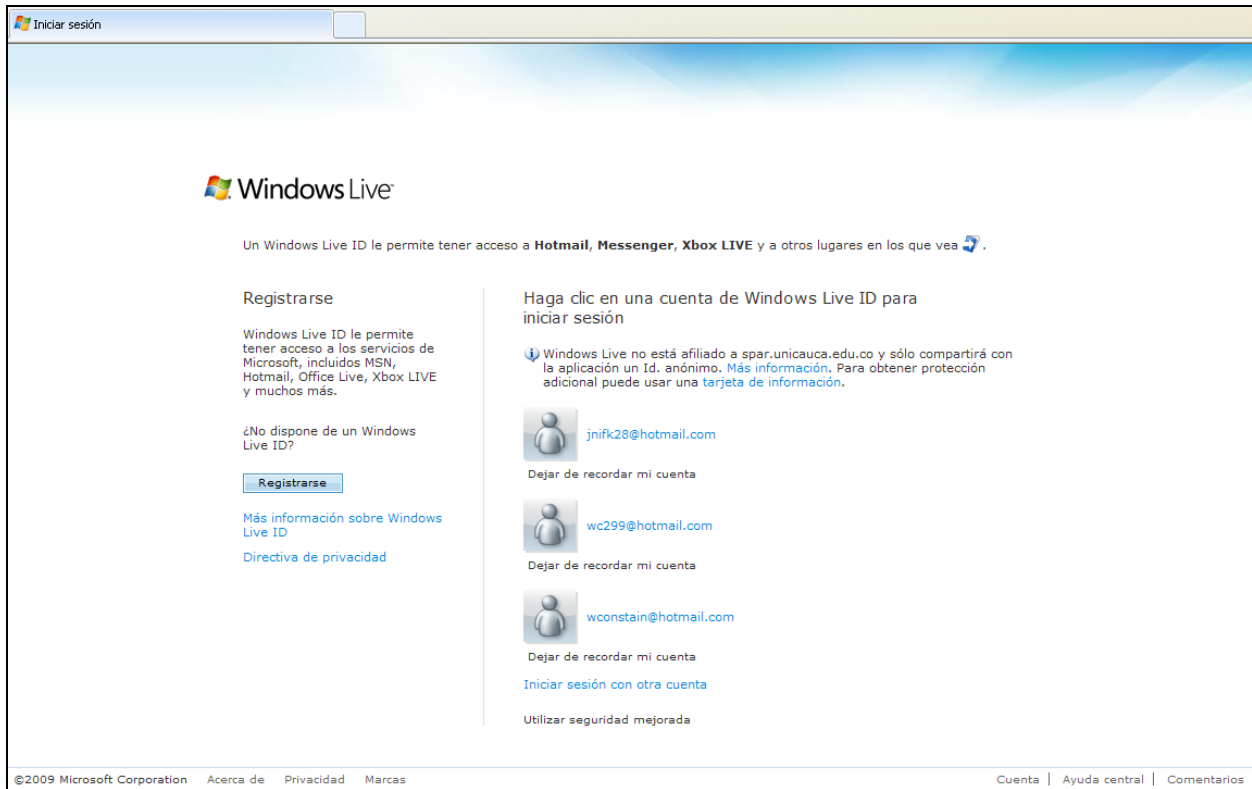 Iniciar sesión
Windows Live™
Un Windows Live ID le permite tener acceso a Hotmail, Messenger, Xbox LIVE y a otros lugares en los que vea .
Registrarse
Windows Live ID le permite
tener acceso a los servicios de
Microsoft, incluidos MSN,
Hotmail, Office Live, Xbox LIVE
y muchos más.
¿No dispone de un Windows
Live ID?
Registrarse
Más información sobre Windows
Live ID
Directiva de privacidad
Haga clic en una cuenta de Windows Live ID para
iniciar sesión
Windows Live no está afiliado a spar.unicauca.edu.co y sólo compartirá con
la aplicación un Id. anónimo. Más información. Para obtener protección
adicional puede usar una tarjeta de información.
jnifk28@hotmail.com
Dejar de recordar mi cuenta
wc299@hotmail.com
Dejar de recordar mi cuenta
wconstain@hotmail.com
Dejar de recordar mi cuenta
Iniciar sesión con otra cuenta
Utilizar seguridad mejorada
©2009 Microsoft Corporation Acerca de Privacidad Marcas Cuenta | Ayuda central | Comentarios